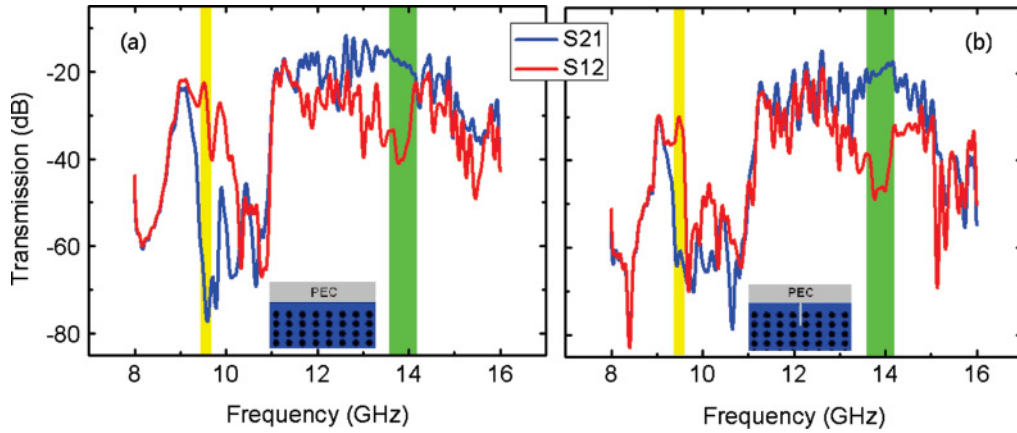 (a)
S21
S12
(b)
Transmission (dB)
-20
-40
-60
-80
PEC
PEC
8 10 12 14 16
8 10 12 14 16
Frequency (GHz)
Frequency (GHz)